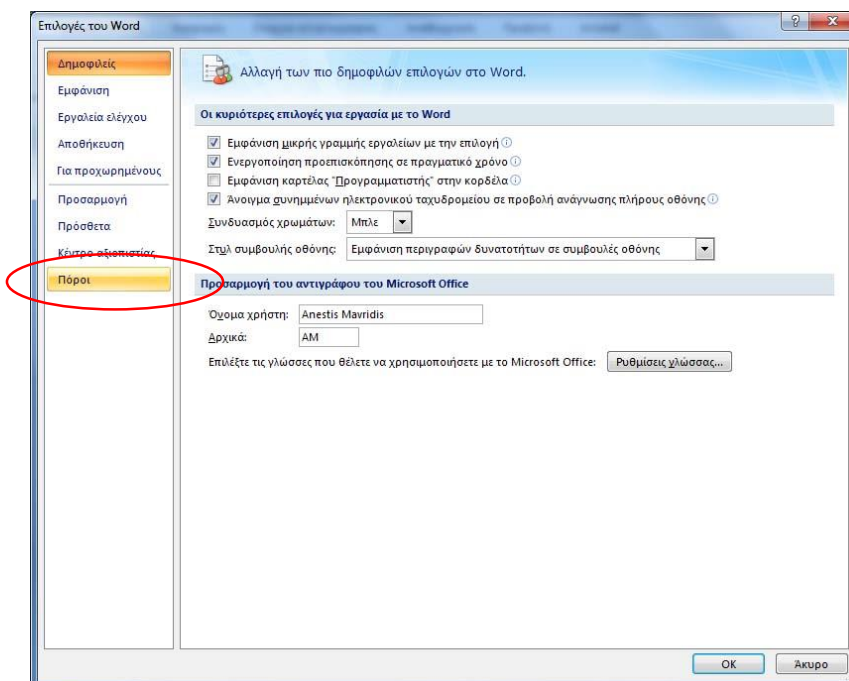 Επιλογές του Word
Δημοφιλείς
Εμφάνιση
Εργαλεία ελέγχου
Αποθήκευση
Για προχωρημένους
Προσαρμογή
Πρόσθετα
Κέντρο αξιοπιστίας
Πόροι
Αλλαγή των πιο δημοφιλών επιλογών στο Word.
Οι κυριότερες επιλογές για εργασία με το Word
Εμφάνιση μικρής γραμμής εργαλείων με την επιλογή
Ενεργοποίηση προεπισκόπησης σε πραγματικό χρόνο
Εμφάνιση καρτέλας "Προγραμματιστής" στην κορδέλα
Άνοιγμα συνημμένων ηλεκτρονικού ταχυδρομείου σε προβολή ανάγνωσης πλήρους οθόνης
Συνδυασμός χρωμάτων: Μπλε
Στυλ συμβουλής οθόνης: Εμφάνιση περιγραφών δυνατοτήτων σε συμβουλές οθόνης
Προσαρμογή του αντιγράφου του Microsoft Office
Όνομα χρήστη: Anestis Mavridis
Αρχικά: AM
Επιλέξτε τις γλώσσες που θέλετε να χρησιμοποιήσετε με το Microsoft Office: Ρυθμίσεις γλώσσας...
OK Άκυρο